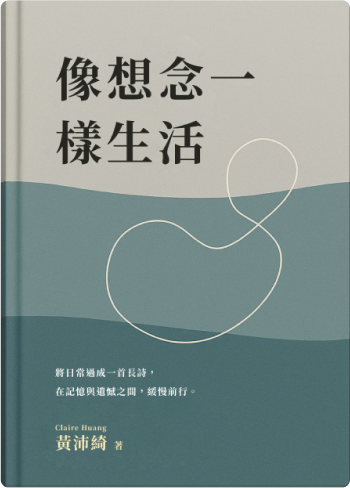 像想念一
樣生活
將日常過成一首長詩，
在記憶與遺憾之間，緩慢前行。
Claire Huang
黃沛綺 著